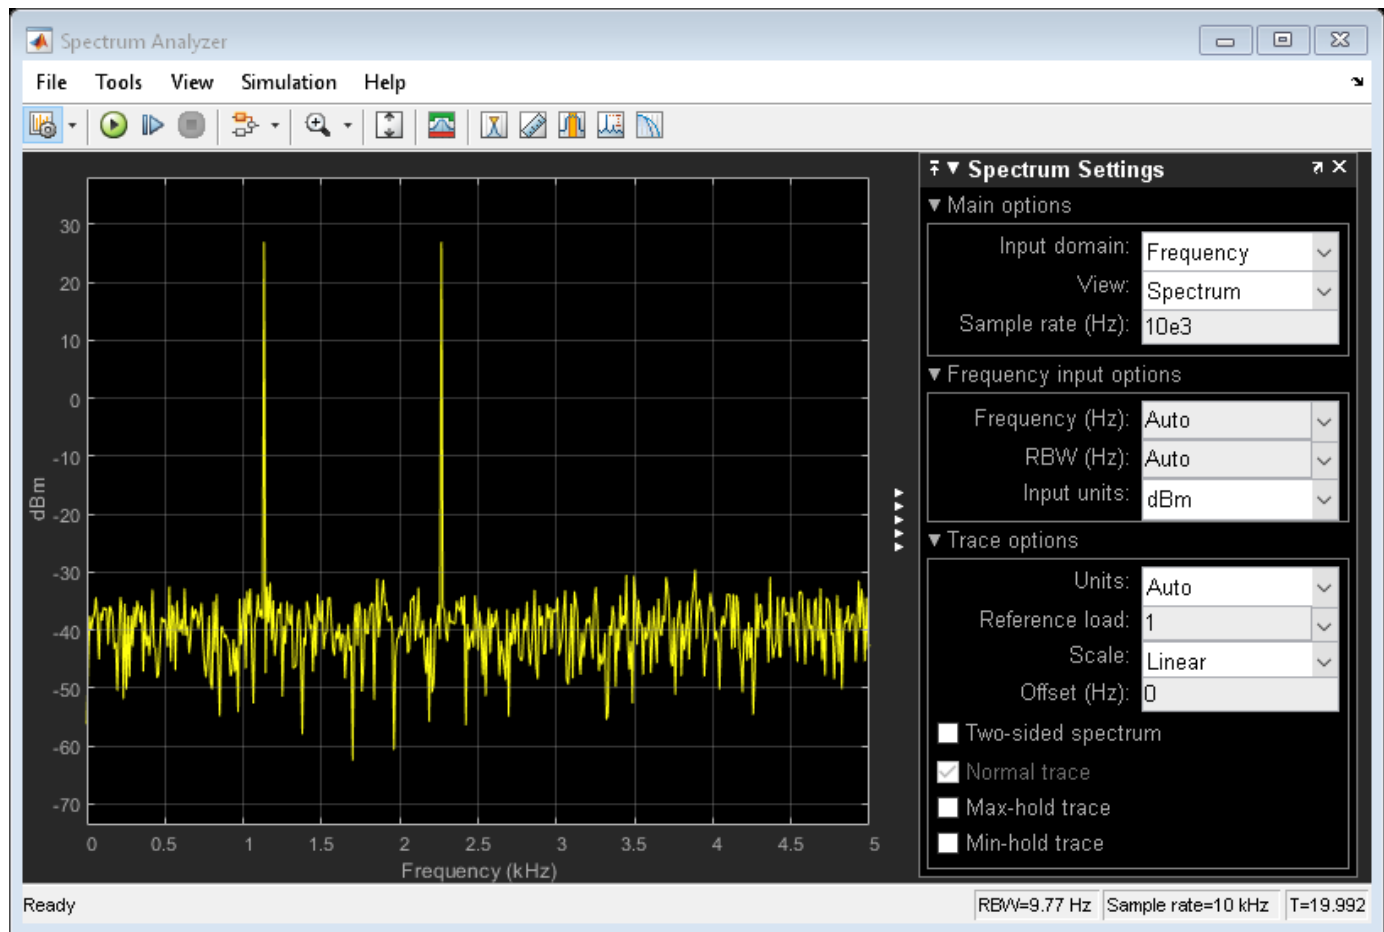 Spectrum Analyzer
File Tools View Simulation Help
30
20
10
0
-10
-20
-30
-40
-50
-60
-70
dBm
0 0.5 1 1.5 2 2.5 3 3.5 4 4.5 5
Frequency (kHz)
Spectrum Settings
Main options
Input domain: Frequency
View: Spectrum
Sample rate (Hz): 10e3
Frequency input options
Frequency (Hz): Auto
RBW (Hz): Auto
Input units: dBm
Trace options
Units: Auto
Reference load: 1
Scale: Linear
Offset (Hz): 0
Two-sided spectrum
Normal trace
Max-hold trace
Min-hold trace
Ready RBW=9.77 Hz Sample rate=10 kHz T=19.992